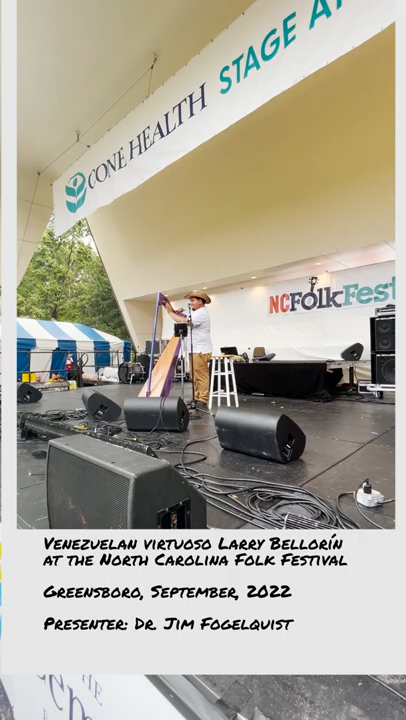 CONE HEALTH STAGE AT
NCFolkFest
VENEZUELAN VIRTUOSO LARRY BELLORÍN
AT THE NORTH CAROLINA FOLK FESTIVAL
GREENSBORO, SEPTEMBER, 2022
PRESENTER: DR. JIM FOGELQUIST